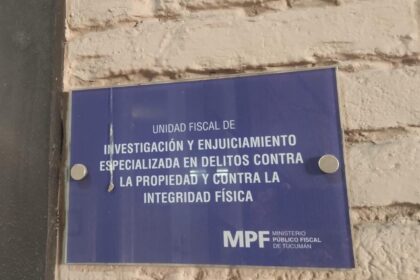 UNIDAD FISCAL DE
INVESTIGACIÓN Y ENJUICIAMIENTO
ESPECIALIZADA EN DELITOS CONTRA
LA PROPIEDAD Y CONTRA LA
INTEGRIDAD FÍSICA
MPF MINISTERIO
PÚBLICO FISCAL
DE TUCUMÁN